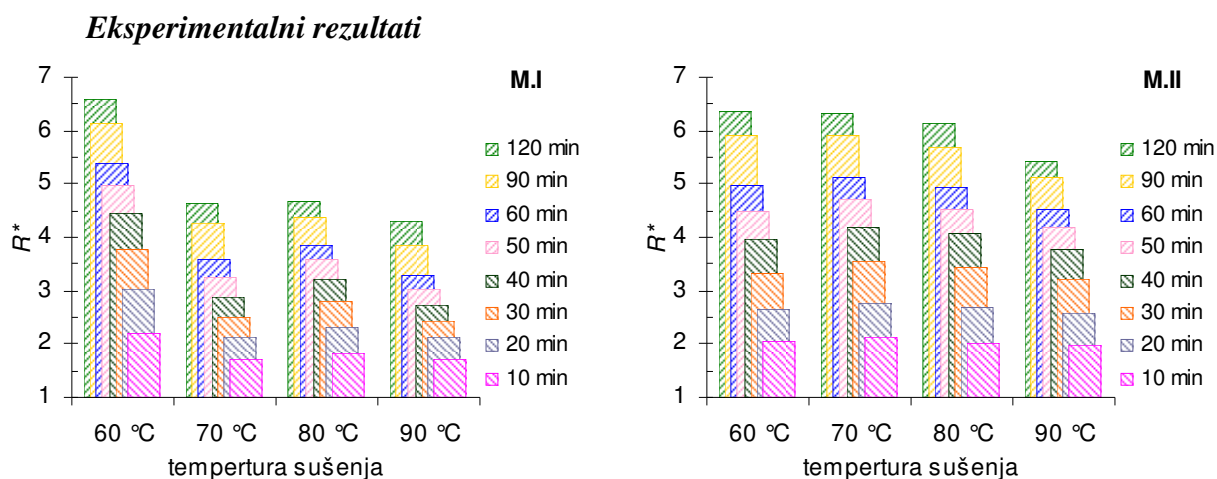 Eksperimentalni rezultati
M.I
7
6
5
4
3
2
1
R*
120 min
90 min
60 min
50 min
40 min
30 min
20 min
10 min
60 °C 70 °C 80 °C 90 °C
tempertura sušenja
M.II
7
6
5
4
3
2
1
R*
120 min
90 min
60 min
50 min
40 min
30 min
20 min
10 min
60 °C 70 °C 80 °C 90 °C
tempertura sušenja